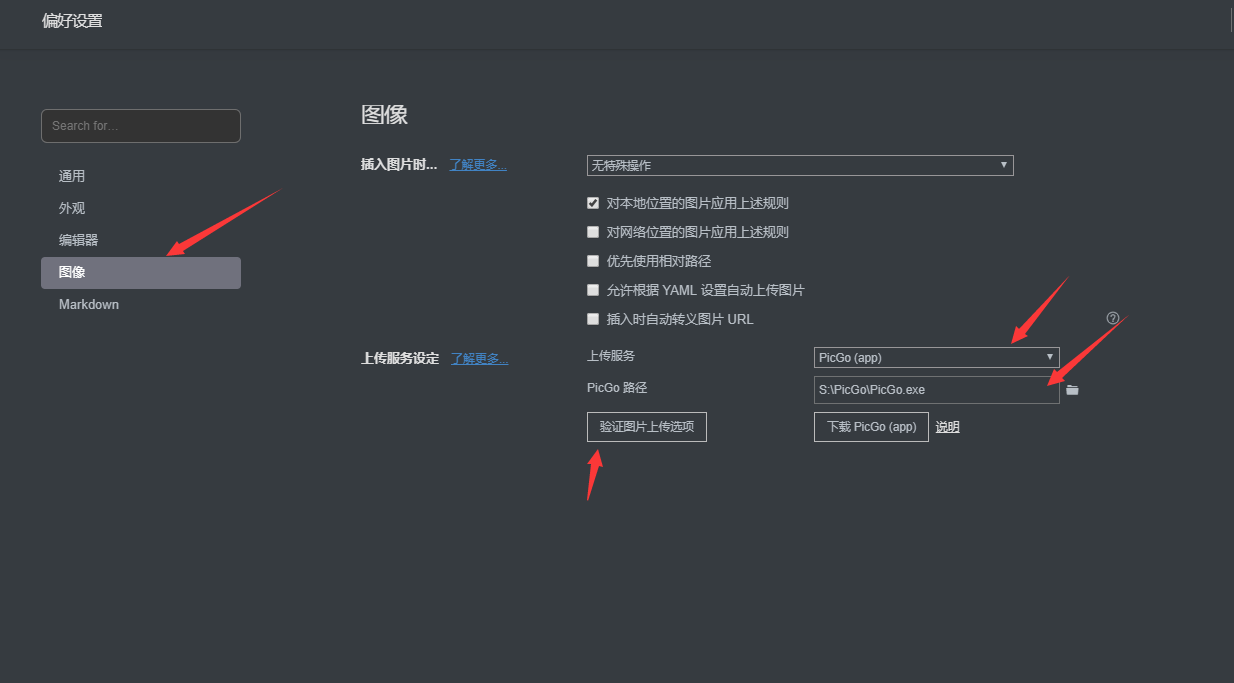 偏好设置
Search for...
通用
外观
编辑器
图像
Markdown
图像
插入图片时... 了解更多...
无特殊操作
对本地位置的图片应用上述规则
对网络位置的图片应用上述规则
优先使用相对路径
允许根据 YAML 设置自动上传图片
插入时自动转义图片 URL
上传服务设定 了解更多...
上传服务 PicGo (app)
PicGo 路径 S:\PicGo\PicGo.exe
验证图片上传选项 下载 PicGo (app) 说明